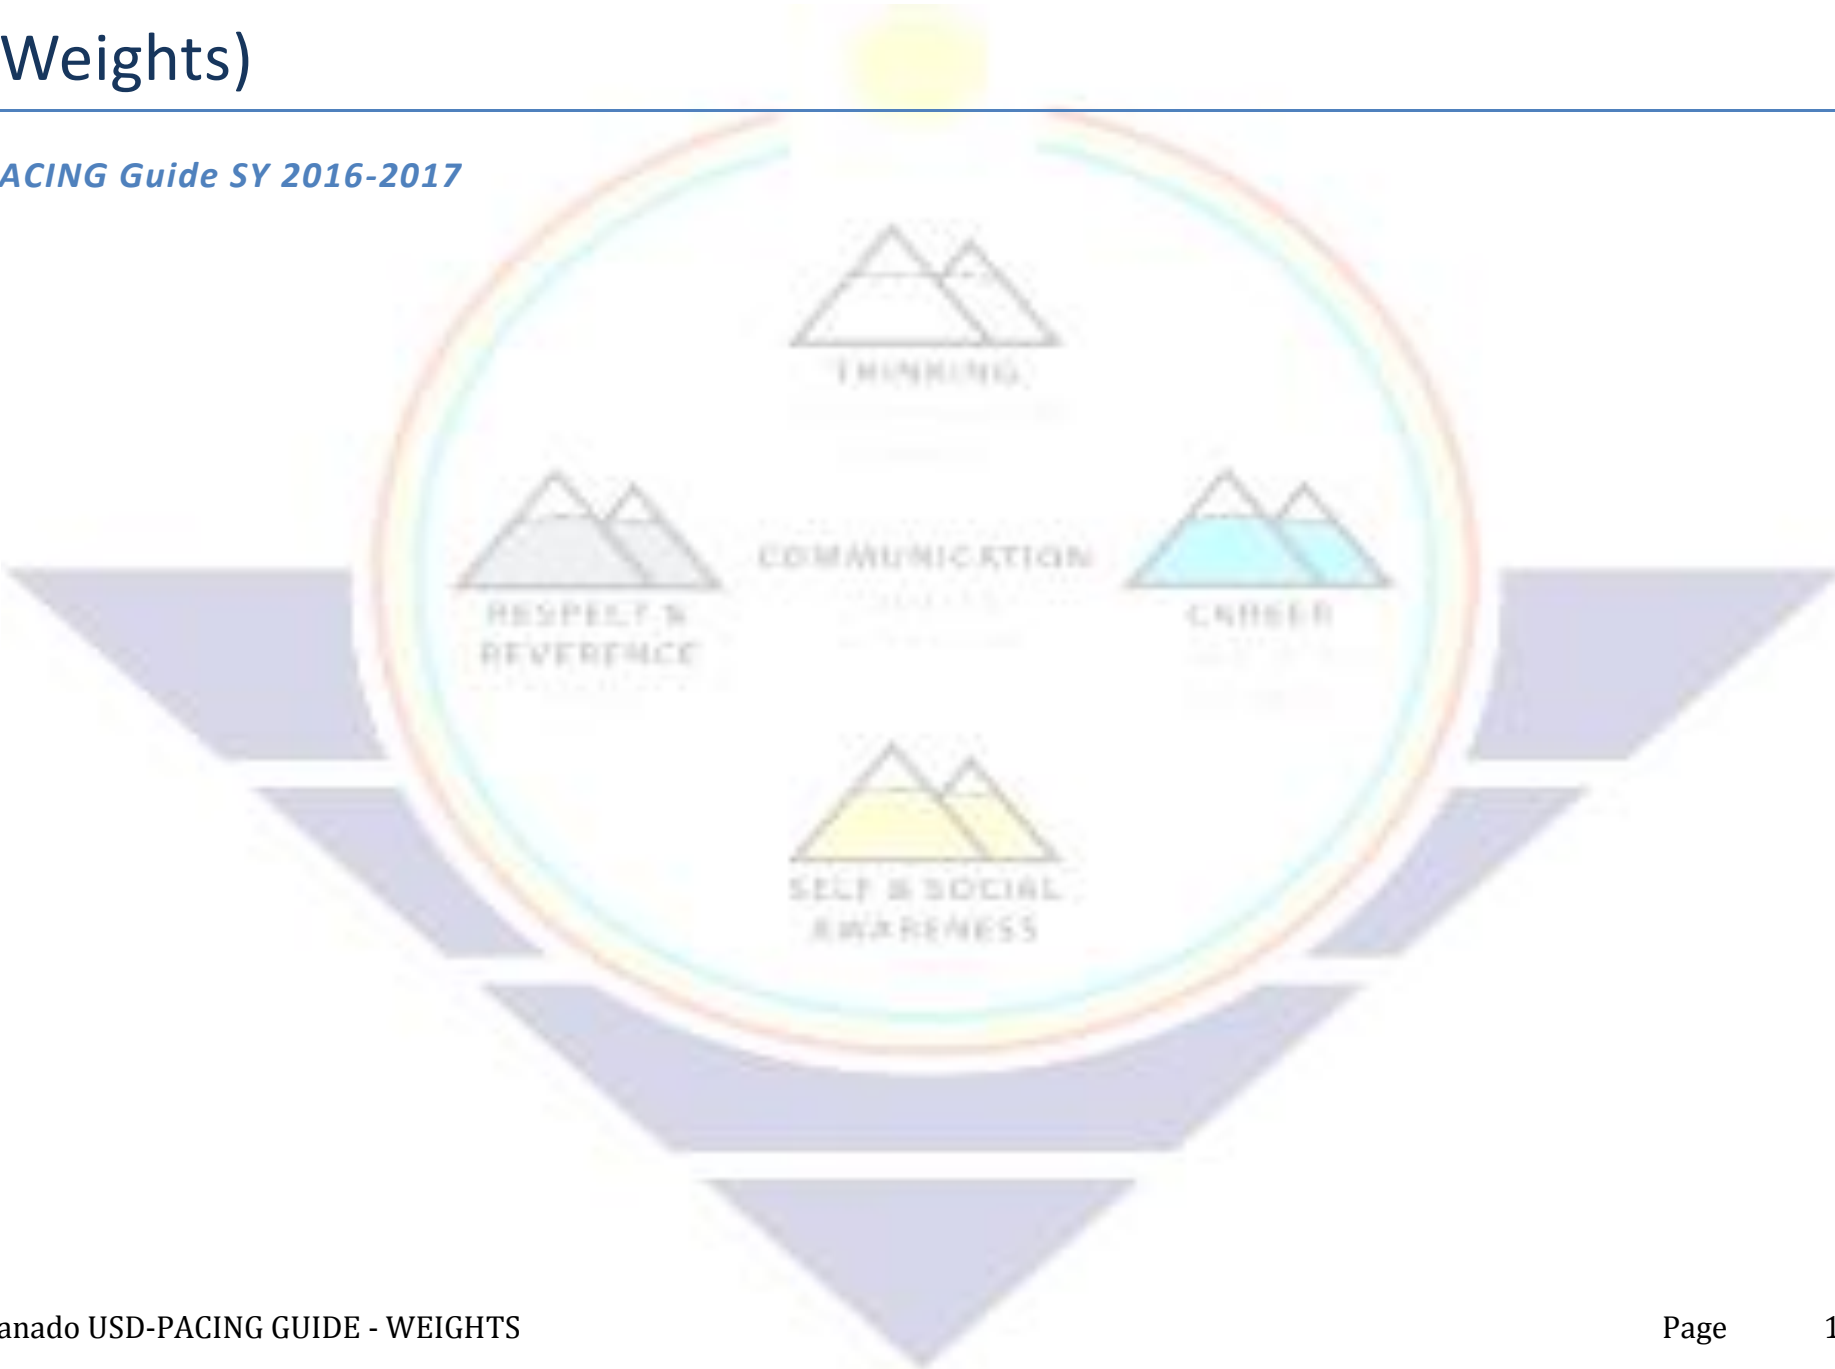 Weights)
ACING Guide SY 2016-2017
THINKING
COMMUNICATION
RESPECT &
REVERENCE
CAREER
SELF & SOCIAL
AWARENESS
anado USD-PACING GUIDE - WEIGHTS Page 1